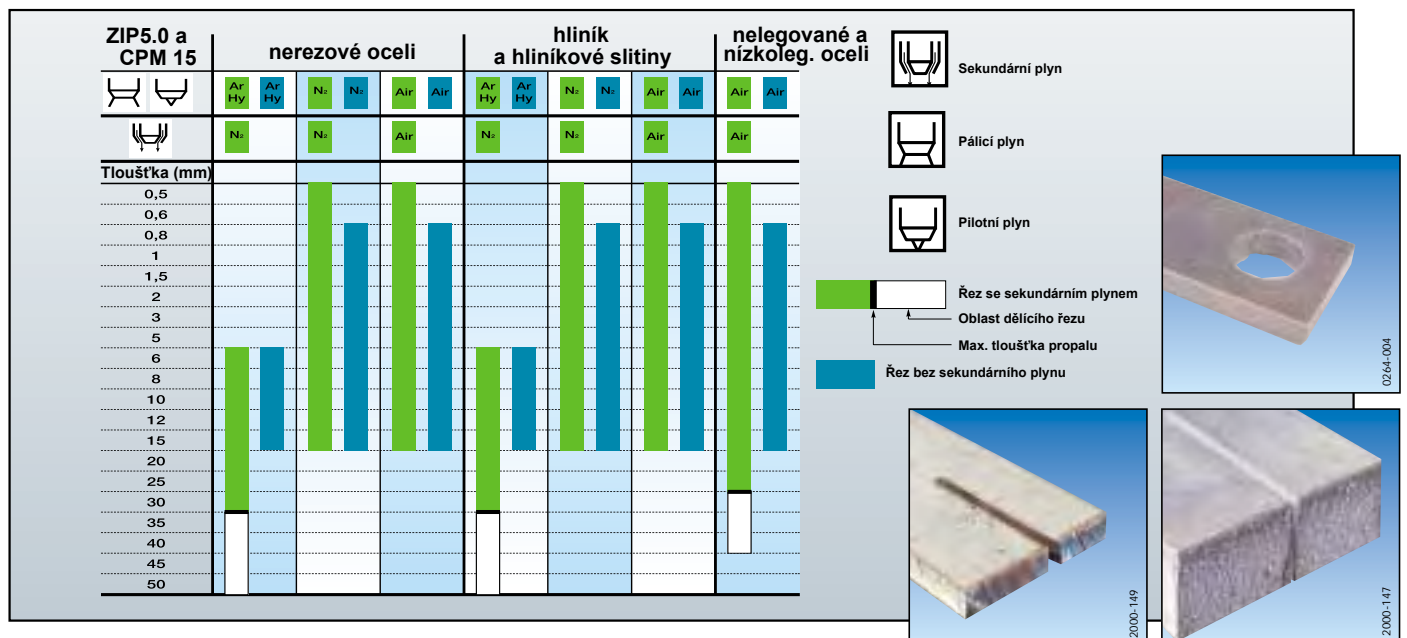 ZIP5.0 a
CPM 15
nerezové oceli
hliník
a hliníkové slitiny
nelegované a
nízkoleg. oceli
Ar
Hy
Ar
Hy
N₂
N₂
Air
Air
Ar
Hy
Ar
Hy
N₂
N₂
Air
Air
Air
Air
N₂
N₂
Air
N₂
N₂
Air
Air
Tloušťka (mm)
0,5
0,6
0,8
1
1,5
2
3
5
6
8
10
12
15
20
25
30
35
40
45
50
Sekundární plyn
Pálicí plyn
Pilotní plyn
Řez se sekundárním plynem
Oblast dělícího řezu
Max. tloušťka propalu
Řez bez sekundárního plynu
0264-004
2000-149
2000-147